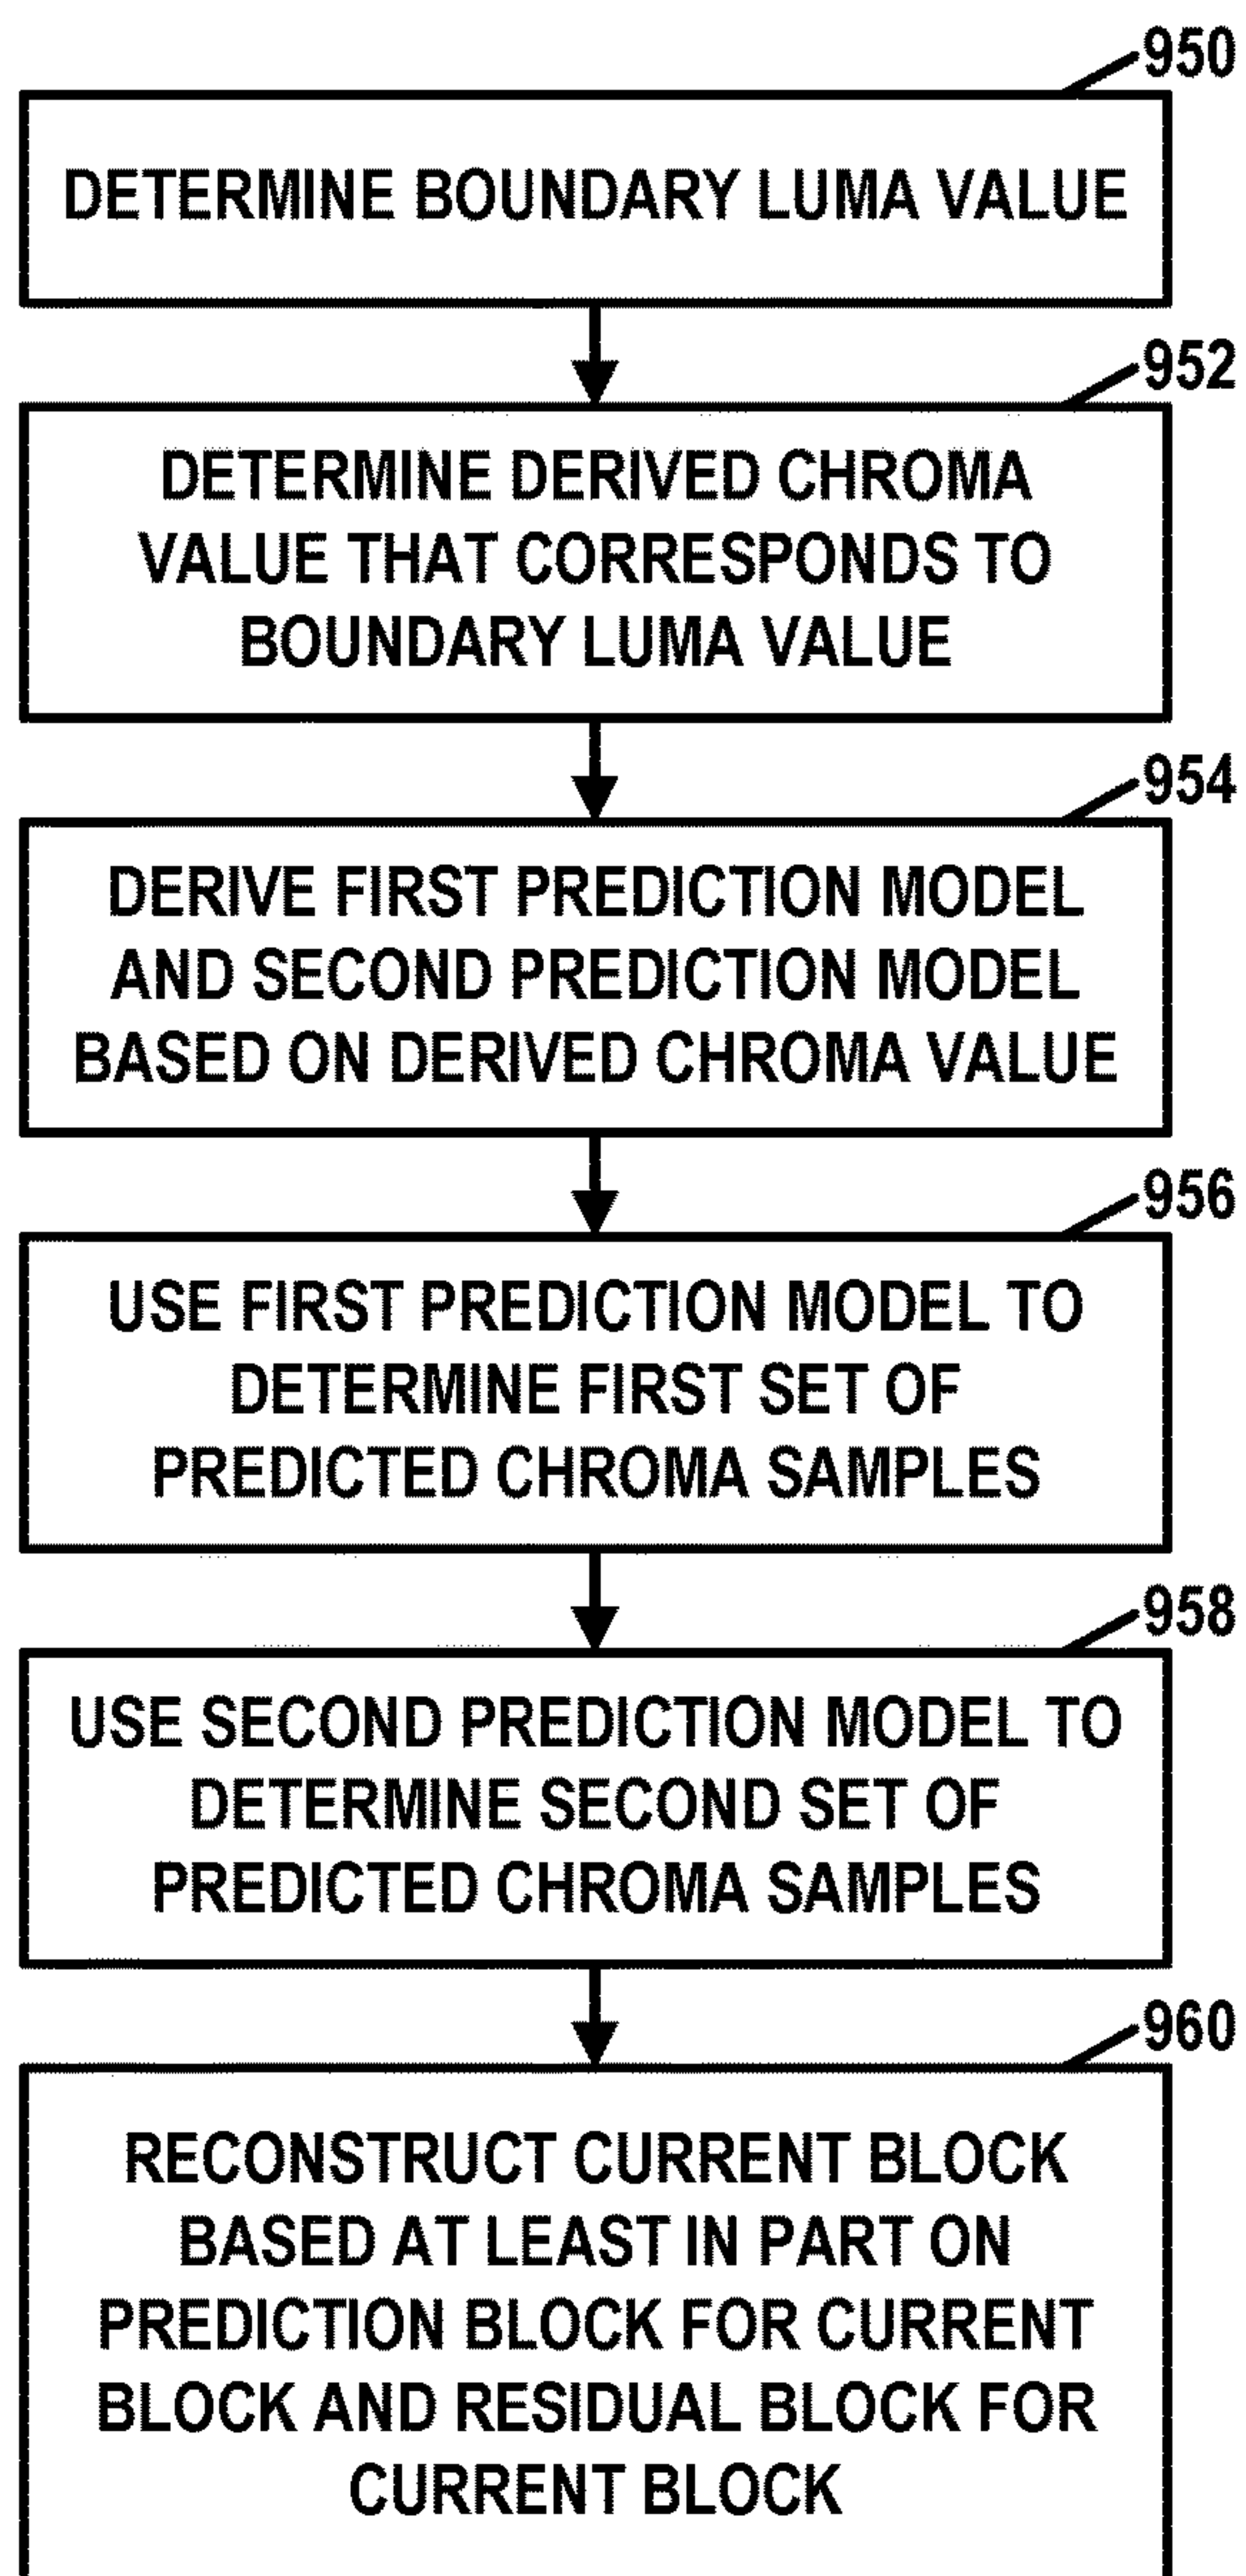 950
DETERMINE BOUNDARY LUMA VALUE
952
DETERMINE DERIVED CHROMA
VALUE THAT CORRESPONDS TO
BOUNDARY LUMA VALUE
954
DERIVE FIRST PREDICTION MODEL
AND SECOND PREDICTION MODEL
BASED ON DERIVED CHROMA VALUE
956
USE FIRST PREDICTION MODEL TO
DETERMINE FIRST SET OF
PREDICTED CHROMA SAMPLES
958
USE SECOND PREDICTION MODEL TO
DETERMINE SECOND SET OF
PREDICTED CHROMA SAMPLES
960
RECONSTRUCT CURRENT BLOCK
BASED AT LEAST IN PART ON
PREDICTION BLOCK FOR CURRENT
BLOCK AND RESIDUAL BLOCK FOR
CURRENT BLOCK